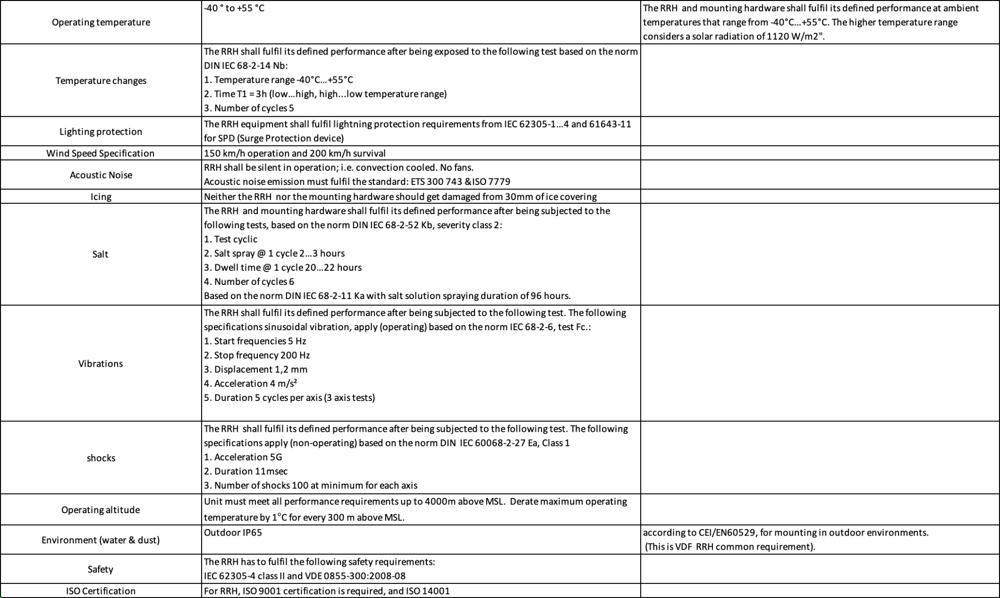 Operating temperature
-40 ° to +55 °C
The RRH and mounting hardware shall fulfil its defined performance at ambient
temperatures that range from -40°C...+55°C. The higher temperature range
considers a solar radiation of 1120 W/m2".
Temperature changes
The RRH shall fulfil its defined performance after being exposed to the following test based on the norm
DIN IEC 68-2-14 Nb:
1. Temperature range -40°C...+55°C
2. Time T1 = 3h (low...high, high...low temperature range)
3. Number of cycles 5
Lighting protection
The RRH equipment shall fulfil lightning protection requirements from IEC 62305-1...4 and 61643-11
for SPD (Surge Protection device)
Wind Speed Specification
150 km/h operation and 200 km/h survival
Acoustic Noise
RRH shall be silent in operation; i.e. convection cooled. No fans.
Acoustic noise emission must fulfil the standard: ETS 300 743 &ISO 7779
Icing
Neither the RRH nor the mounting hardware should get damaged from 30mm of ice covering
Salt
The RRH and mounting hardware shall fulfil its defined performance after being subjected to the
following tests, based on the norm DIN IEC 68-2-52 Kb, severity class 2:
1. Test cyclic
2. Salt spray @ 1 cycle 2...3 hours
3. Dwell time @ 1 cycle 20...22 hours
4. Number of cycles 6
Based on the norm DIN IEC 68-2-11 Ka with salt solution spraying duration of 96 hours.
Vibrations
The RRH shall fulfil its defined performance after being subjected to the following test. The following
specifications sinusoidal vibration, apply (operating) based on the norm IEC 68-2-6, test Fc.:
1. Start frequencies 5 Hz
2. Stop frequency 200 Hz
3. Displacement 1,2 mm
4. Acceleration 4 m/s²
5. Duration 5 cycles per axis (3 axis tests)
shocks
The RRH shall fulfil its defined performance after being subjected to the following test. The following
specifications apply (non-operating) based on the norm DIN IEC 60068-2-27 Ea, Class 1
1. Acceleration 5G
2. Duration 11msec
3. Number of shocks 100 at minimum for each axis
Operating altitude
Unit must meet all performance requirements up to 4000m above MSL. Derate maximum operating
temperature by 1°C for every 300 m above MSL.
Environment (water & dust)
Outdoor IP65
according to CEI/EN60529, for mounting in outdoor environments.
(This is VDF RRH common requirement).
Safety
The RRH has to fulfil the following safety requirements:
IEC 62305-4 class II and VDE 0855-300:2008-08
ISO Certification
For RRH, ISO 9001 certification is required, and ISO 14001